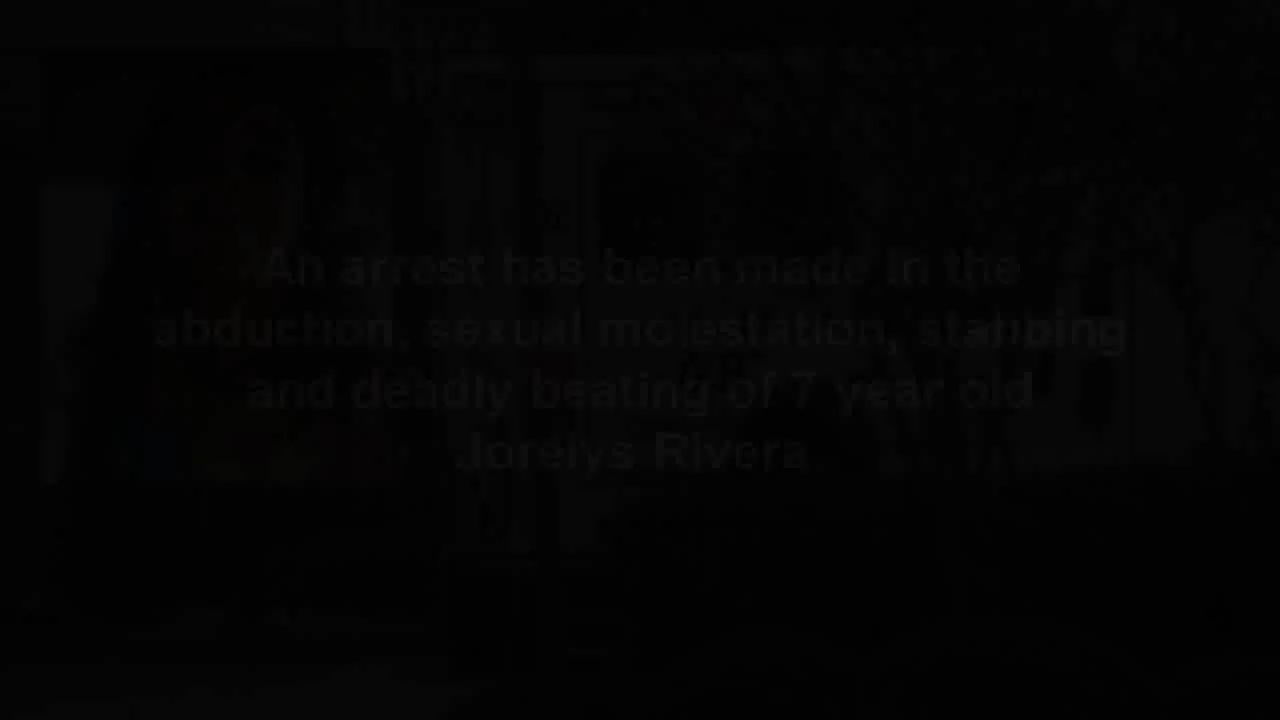 An arrest has been made in the
abduction, sexual molestation, stabbing
and deadly beating of 7 year old
Jorelys Rivera